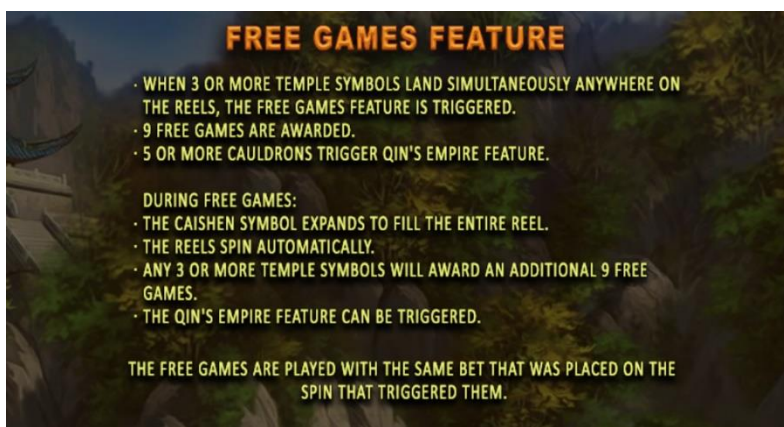 FREE GAMES FEATURE
· WHEN 3 OR MORE TEMPLE SYMBOLS LAND SIMULTANEOUSLY ANYWHERE ON
THE REELS, THE FREE GAMES FEATURE IS TRIGGERED.
· 9 FREE GAMES ARE AWARDED.
· 5 OR MORE CAULDRONS TRIGGER QIN'S EMPIRE FEATURE.
DURING FREE GAMES:
· THE CAISHEN SYMBOL EXPANDS TO FILL THE ENTIRE REEL.
· THE REELS SPIN AUTOMATICALLY.
· ANY 3 OR MORE TEMPLE SYMBOLS WILL AWARD AN ADDITIONAL 9 FREE
GAMES.
· THE QIN'S EMPIRE FEATURE CAN BE TRIGGERED.
THE FREE GAMES ARE PLAYED WITH THE SAME BET THAT WAS PLACED ON THE
SPIN THAT TRIGGERED THEM.